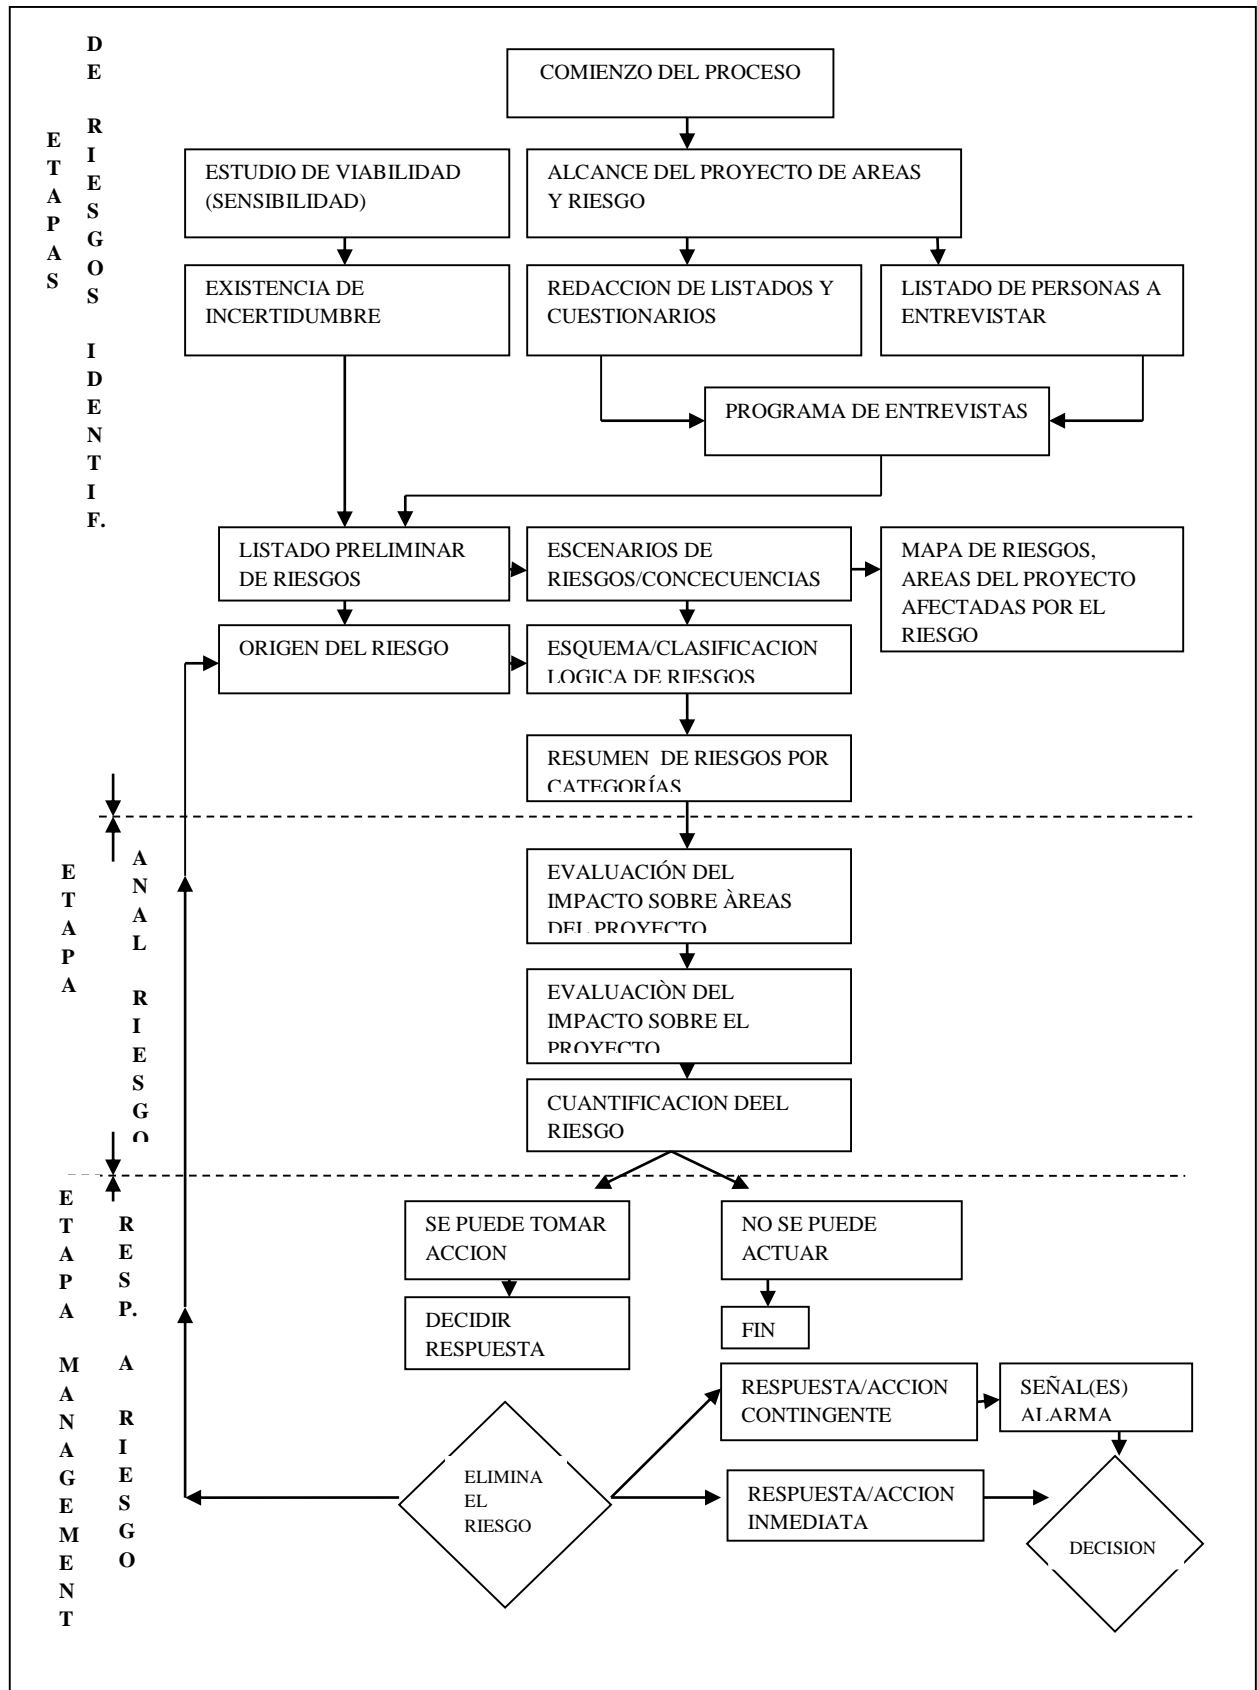 ETAPAS
DE RIESGOS IDENTIF.
COMIENZO DEL PROCESO
ESTUDIO DE VIABILIDAD
(SENSIBILIDAD)
ALCANCE DEL PROYECTO DE AREAS
Y RIESGO
EXISTENCIA DE
INCERTIDUMBRE
REDACCION DE LISTADOS Y
CUESTIONARIOS
LISTADO DE PERSONAS A
ENTREVISTAR
PROGRAMA DE ENTREVISTAS
LISTADO PRELIMINAR
DE RIESGOS
ESCENARIOS DE
RIESGOS/CONCECUENCIAS
MAPA DE RIESGOS,
AREAS DEL PROYECTO
AFECTADAS POR EL
RIESGO
ORIGEN DEL RIESGO
ESQUEMA/CLASIFICACION
LOGICA DE RIESGOS
RESUMEN DE RIESGOS POR
CATEGORÍAS
ETAPA
ANAL RIESGO
EVALUACIÓN DEL
IMPACTO SOBRE ÀREAS
DEL PROYECTO
EVALUACIÒN DEL
IMPACTO SOBRE EL
PROYECTO
CUANTIFICACION DEEL
RIESGO
ETAPA MANAGEMENT
RESP. A RIESGO
SE PUEDE TOMAR
ACCION
NO SE PUEDE
ACTUAR
DECIDIR
RESPUESTA
FIN
RESPUESTA/ACCION
CONTINGENTE
SEÑAL(ES)
ALARMA
ELIMINA
EL
RIESGO
RESPUESTA/ACCION
INMEDIATA
DECISION